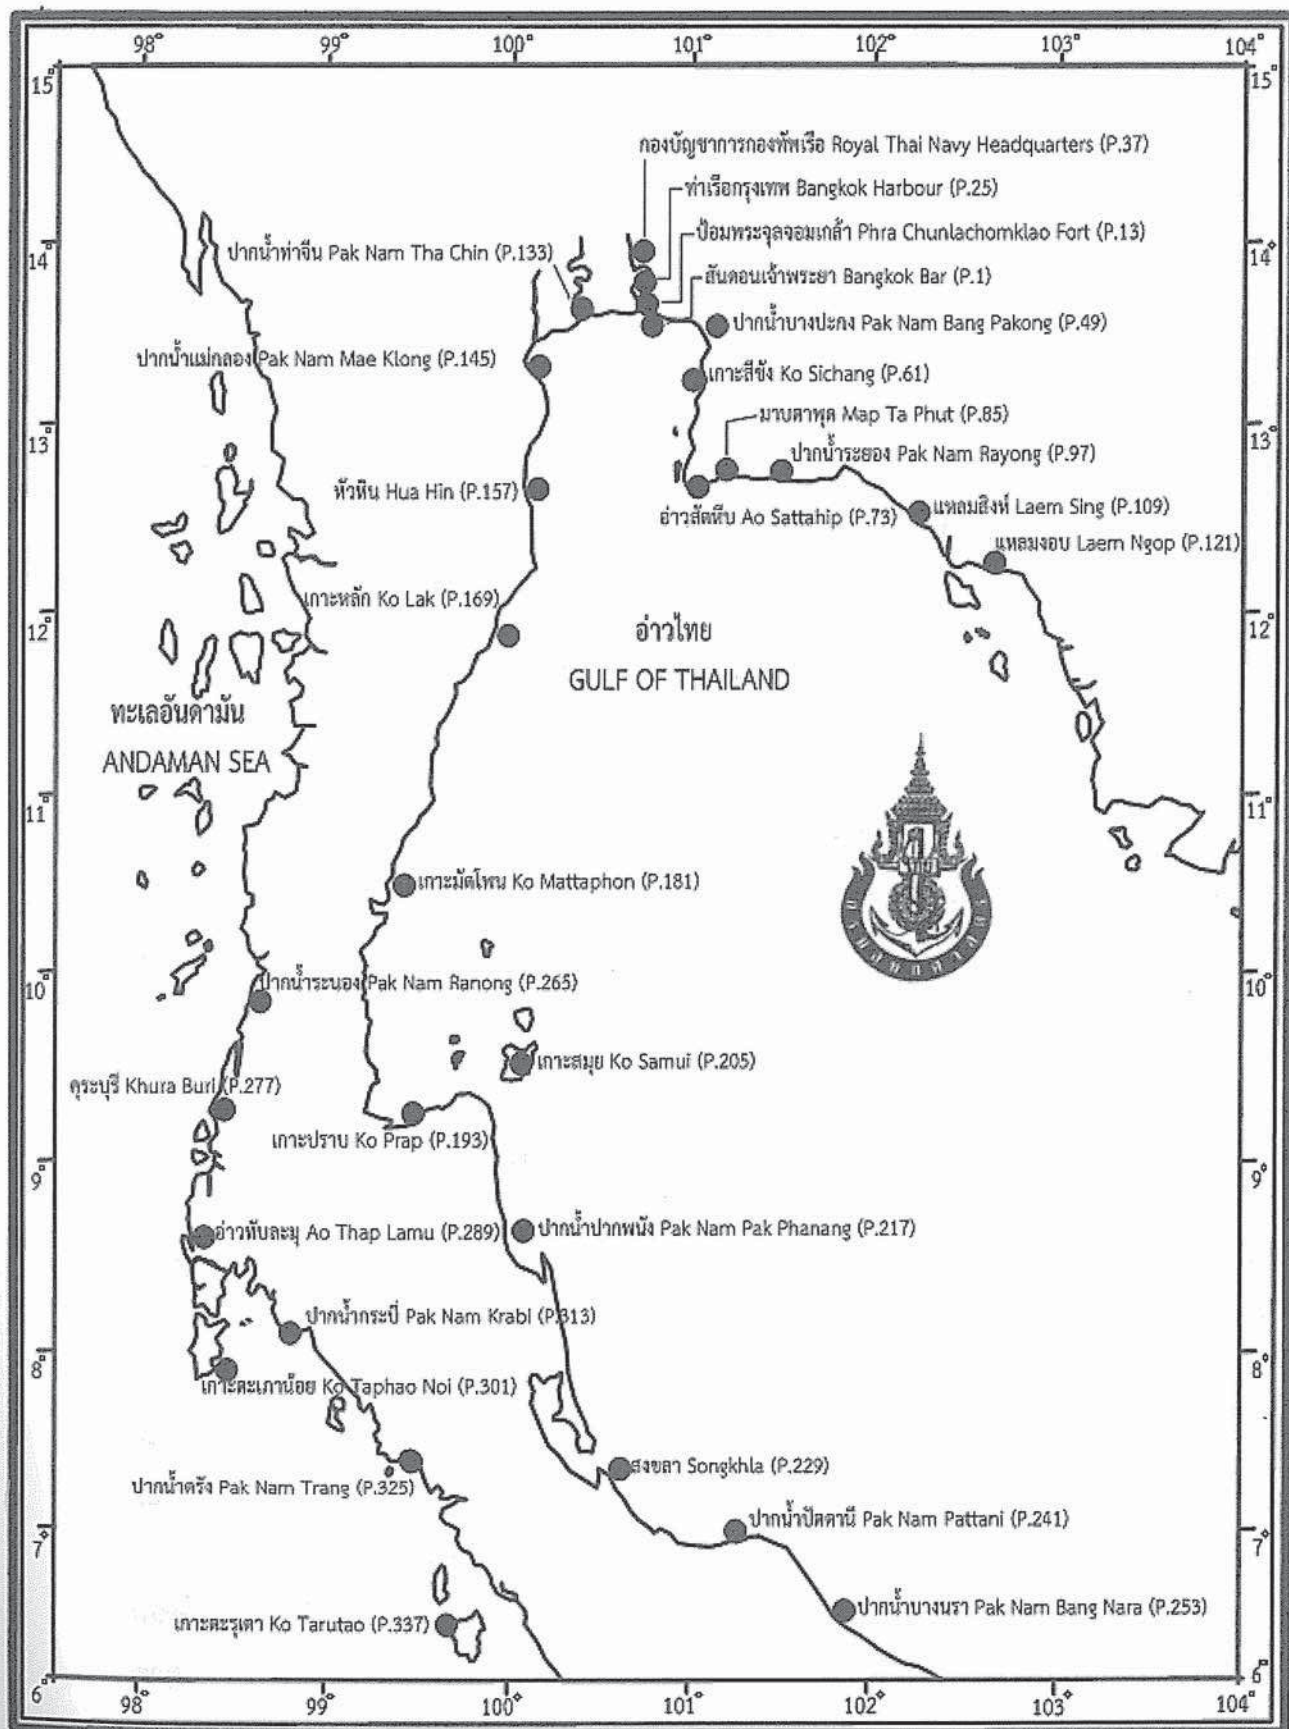 98° 99° 100° 101° 102° 103° 104°
15° 15°
กองบัญชาการกองทัพเรือ Royal Thai Navy Headquarters (P.37)
ท่าเรือกรุงเทพ Bangkok Harbour (P.25)
ป้อมพระจุลจอมเกล้า Phra Chunlachomklao Fort (P.13)
14° 14°
ปากน้ำท่าจีน Pak Nam Tha Chin (P.133)
สันดอนเจ้าพระยา Bangkok Bar (P.1)
ปากน้ำบางปะกง Pak Nam Bang Pakong (P.49)
ปากน้ำแม่กลอง Pak Nam Mae Klong (P.145)
เกาะสีชัง Ko Sichang (P.61)
มาบตาพุด Map Ta Phut (P.85)
13° 13°
ปากน้ำระยอง Pak Nam Rayong (P.97)
หัวหิน Hua Hin (P.157)
อ่าวสัตหีบ Ao Sattahip (P.73)
แหลมสิงห์ Laem Sing (P.109)
แหลมงอบ Laem Ngop (P.121)
เกาะหลัก Ko Lak (P.169)
12° 12°
อ่าวไทย
GULF OF THAILAND
ทะเลอันดามัน
ANDAMAN SEA
11° 11°
เกาะมัตโพน Ko Mattaphon (P.181)
10° 10°
ปากน้ำระนอง Pak Nam Ranong (P.265)
เกาะสมุย Ko Samui (P.205)
คุระบุรี Khura Buri (P.277)
เกาะปราบ Ko Prap (P.193)
9° 9°
อ่าวทับละมุ Ao Thap Lamu (P.289)
ปากน้ำปากพนัง Pak Nam Pak Phanang (P.217)
ปากน้ำกระบี่ Pak Nam Krabi (P.313)
8° 8°
เกาะตะเภาน้อย Ko Taphao Noi (P.301)
สงขลา Songkhla (P.229)
ปากน้ำตรัง Pak Nam Trang (P.325)
ปากน้ำปัตตานี Pak Nam Pattani (P.241)
7° 7°
ปากน้ำบางนรา Pak Nam Bang Nara (P.253)
เกาะตะรุเตา Ko Tarutao (P.337)
6° 6°
98° 99° 100° 101° 102° 103° 104°